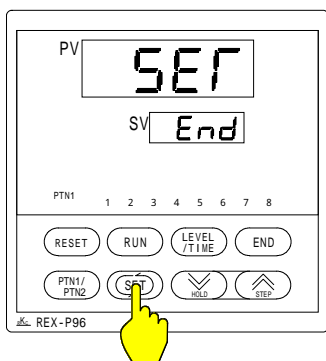 PV SET
SV End
PTN1 1 2 3 4 5 6 7 8
RESET RUN LEVEL /TIME END
PTN1/ PTN2 SET HOLD STEP
REX-P96